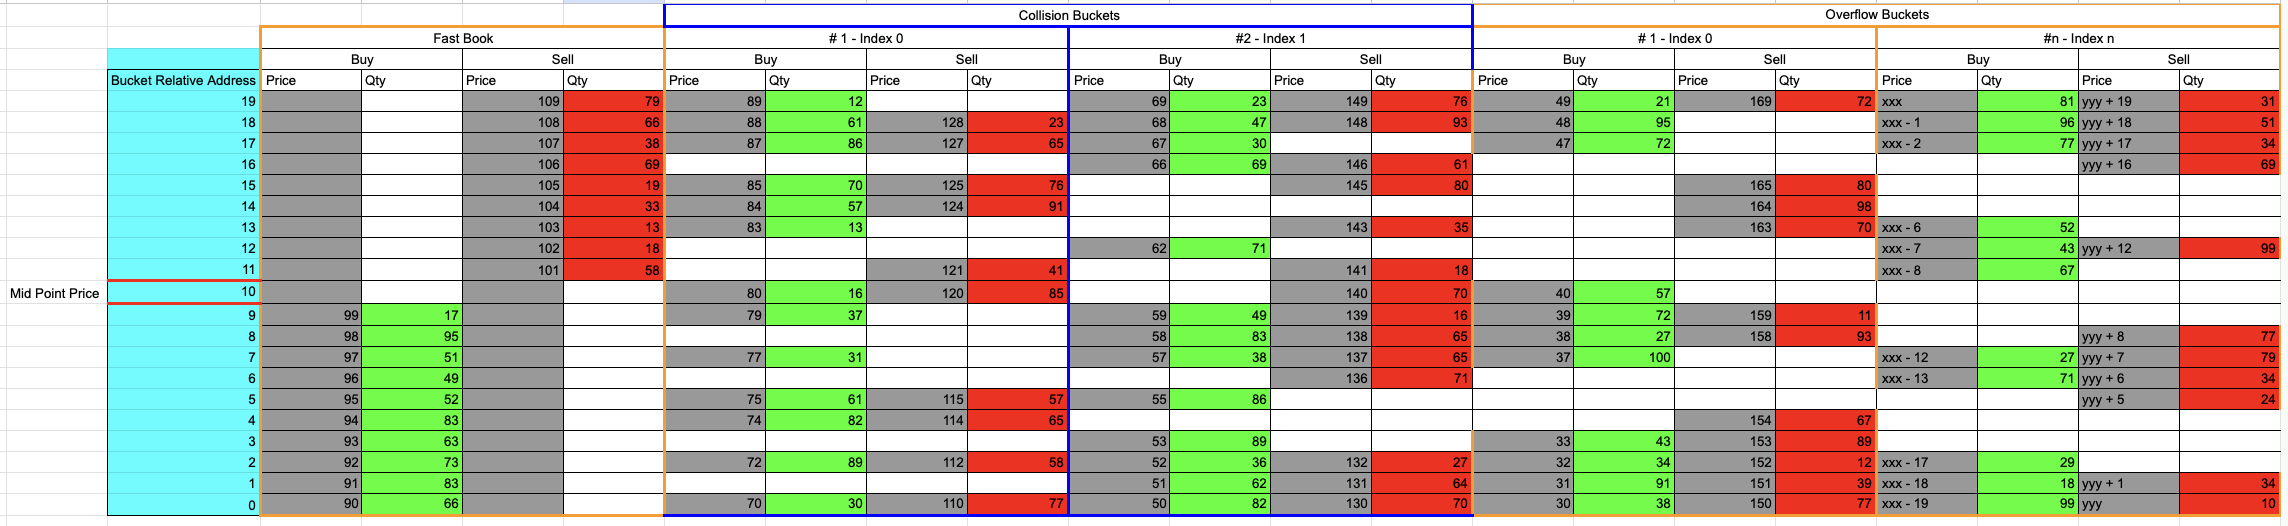 Collision Buckets Overflow Buckets
Fast Book # 1 - Index 0 #2 - Index 1 # 1 - Index 0 #n - Index n
Buy Sell Buy Sell Buy Sell Buy Sell Buy Sell
Bucket Relative Address Price Qty Price Qty Price Qty Price Qty Price Qty Price Qty Price Qty Price Qty Price Qty Price Qty
19 109 79 89 12 69 23 149 76 49 21 169 72 xxx 81 yyy + 19 31
18 108 66 88 61 128 23 68 47 148 93 48 95 xxx - 1 96 yyy + 18 51
17 107 38 87 86 127 65 67 30 47 72 xxx - 2 77 yyy + 17 34
16 106 69 66 69 146 61 yyy + 16 69
15 105 19 85 70 125 76 145 80 165 80
14 104 33 84 57 124 91 164 98
13 103 13 83 13 143 35 163 70 xxx - 6 52
12 102 18 62 71 xxx - 7 43 yyy + 12 99
11 101 58 121 41 141 18 xxx - 8 67
Mid Point Price 10 80 16 120 85 140 70 40 57
9 99 17 79 37 59 49 139 16 39 72 159 11
8 98 95 58 83 138 65 38 27 158 93 yyy + 8 77
7 97 51 77 31 57 38 137 65 37 100 xxx - 12 27 yyy + 7 79
6 96 49 136 71 xxx - 13 71 yyy + 6 34
5 95 52 75 61 115 57 55 86 yyy + 5 24
4 94 83 74 82 114 65 154 67
3 93 63 53 89 33 43 153 89
2 92 73 72 89 112 58 52 36 132 27 32 34 152 12 xxx - 17 29
1 91 83 51 62 131 64 31 91 151 39 xxx - 18 18 yyy + 1 34
0 90 66 70 30 110 77 50 82 130 70 30 38 150 77 xxx - 19 99 yyy 10